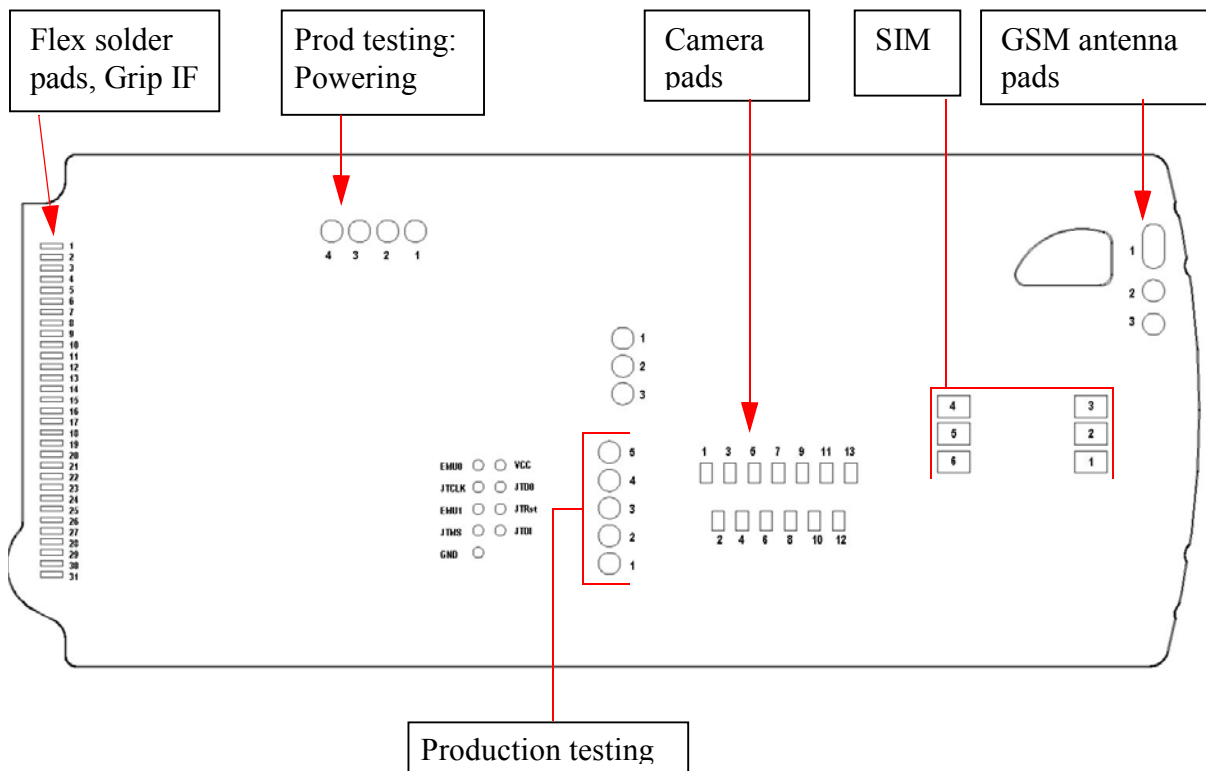 Flex solder
pads, Grip IF
Prod testing:
Powering
Camera
pads
SIM
GSM antenna
pads
4 3 2 1
1
2
3
4
5
6
7
8
9
10
11
12
13
14
15
16
17
18
19
20
21
22
23
24
25
26
27
28
29
30
31
1
2
3
1
2
3
4 3
5 2
6 1
5
4
3
2
1
EMU0 VCC
JTCLK JTD0
EMU1 JTRst
JTMS JTDI
GND
1 3 5 7 9 11 13
2 4 6 8 10 12
Production testing